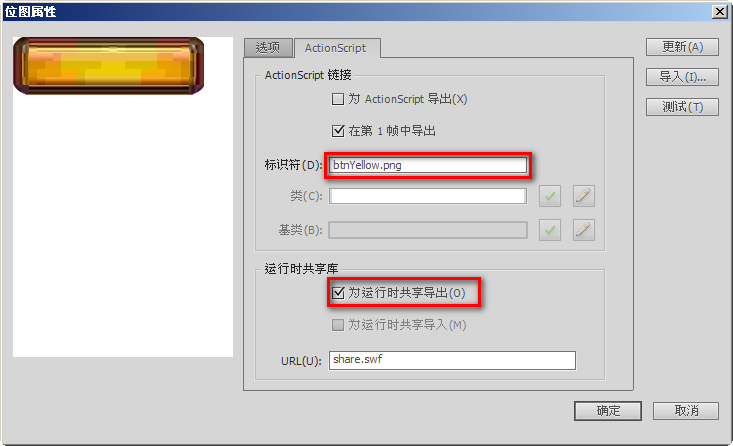 位图属性
选项
ActionScript
更新(A)
导入(I)...
测试(T)
ActionScript 链接
为 ActionScript 导出(X)
在第 1 帧中导出
标识符(D): btnYellow.png
类(C):
基类(B):
运行时共享库
为运行时共享导出(O)
为运行时共享导入(M)
URL(U): share.swf
确定
取消